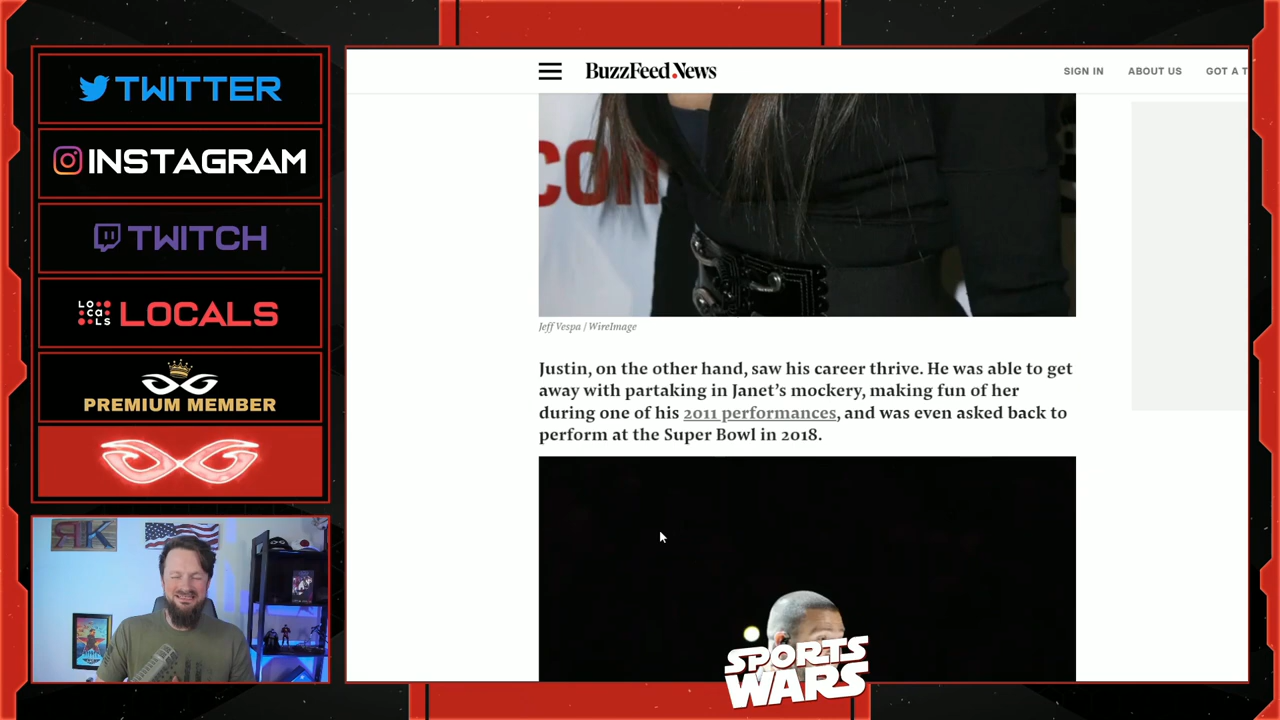 TWITTER
INSTAGRAM
TWITCH
LOCALS
LOCALS
PREMIUM MEMBER
BuzzFeed News
SIGN IN
ABOUT US
GOT A T
CON
Jeff Vespa / WireImage
Justin, on the other hand, saw his career thrive. He was able to get
away with partaking in Janet's mockery, making fun of her
during one of his 2011 performances, and was even asked back to
perform at the Super Bowl in 2018.
SPORTS
WARS